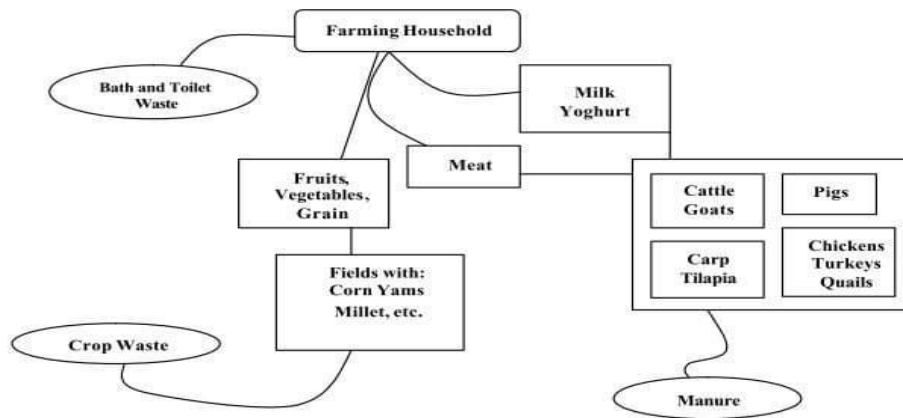 Farming Household
Bath and Toilet
Waste
Milk
Yoghurt
Meat
Fruits,
Vegetables,
Grain
Cattle
Goats
Pigs
Carp
Tilapia
Chickens
Turkeys
Quails
Fields with:
Corn Yams
Millet, etc.
Crop Waste
Manure